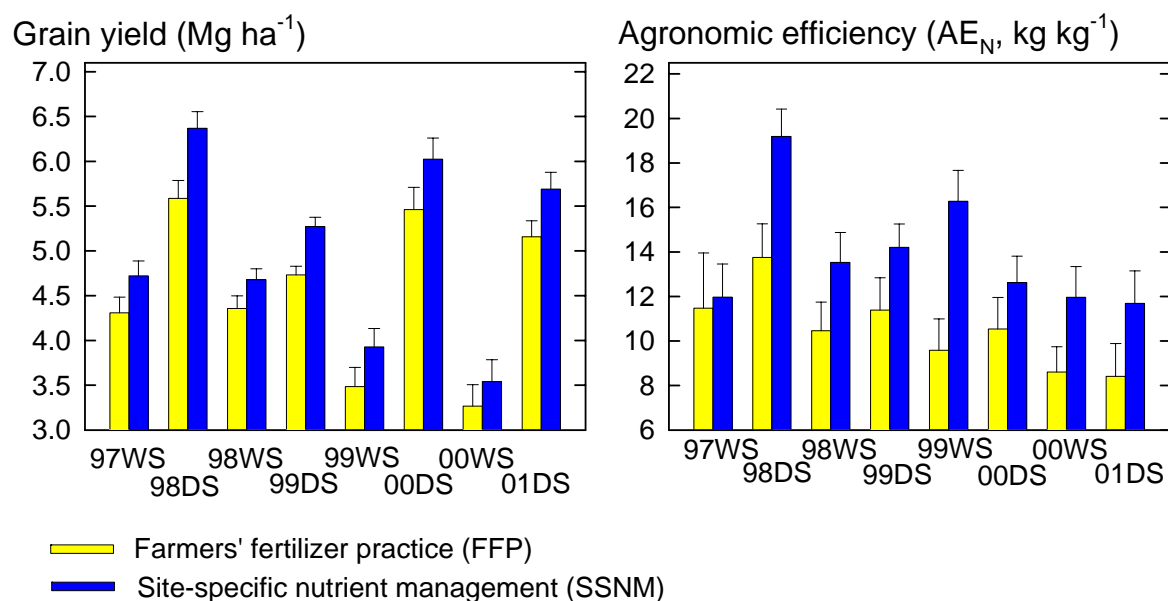 Grain yield (Mg ha⁻¹)
7.0
6.5
6.0
5.5
5.0
4.5
4.0
3.5
3.0
97WS 98WS 99WS 00WS
98DS 99DS 00DS 01DS
Agronomic efficiency (AE_N, kg kg⁻¹)
22
20
18
16
14
12
10
8
6
97WS 98WS 99WS 00WS
98DS 99DS 00DS 01DS
Farmers' fertilizer practice (FFP)
Site-specific nutrient management (SSNM)